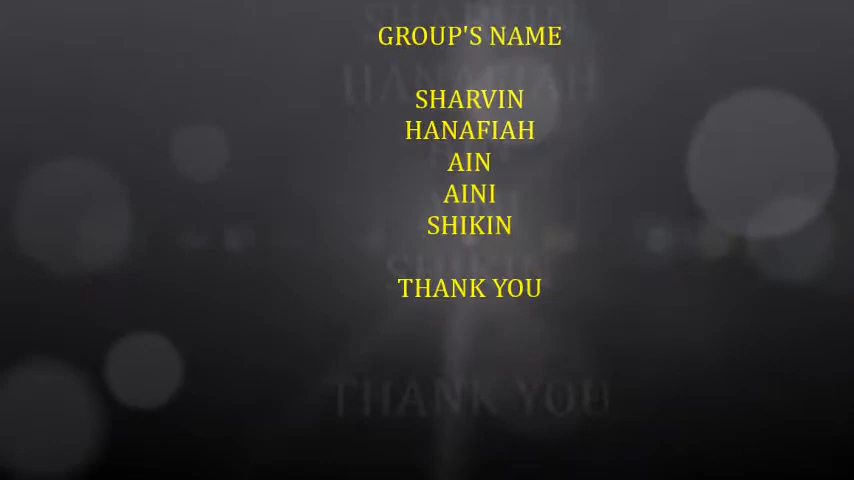 GROUP'S NAME
SHARVIN
HANAFIAH
AIN
AINI
SHIKIN
THANK YOU